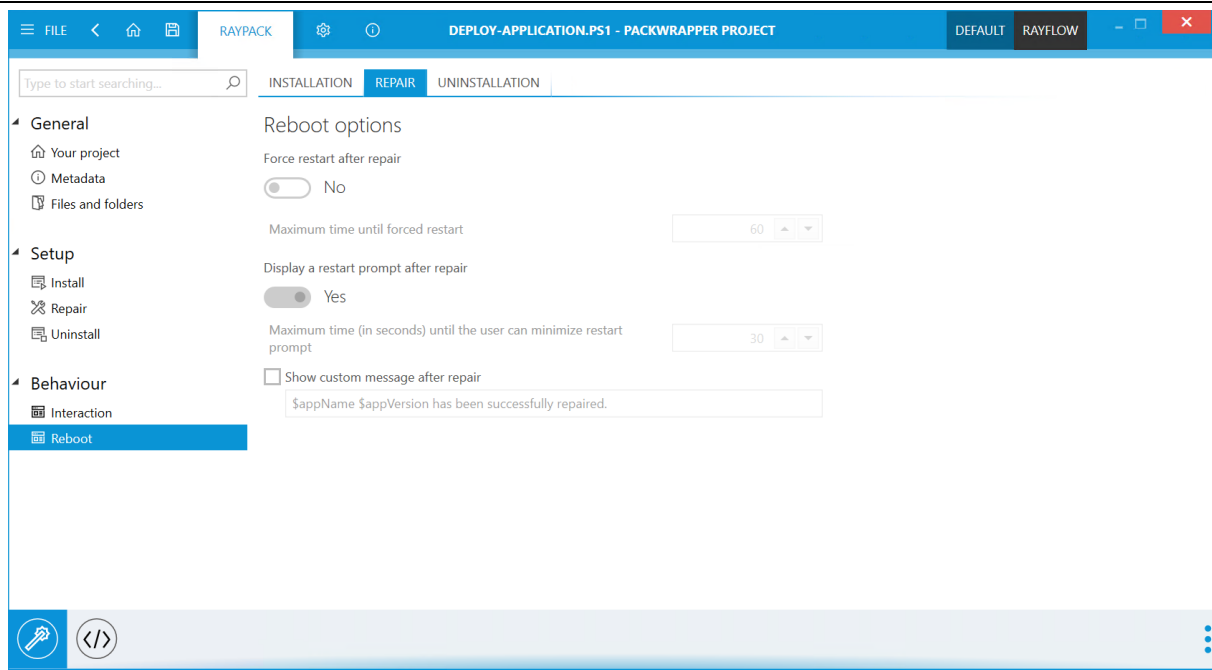 FILE
RAYPACK
DEPLOY-APPLICATION.PS1 - PACKWRAPPER PROJECT
DEFAULT
RAYFLOW
Type to start searching...
General
Your project
Metadata
Files and folders
Setup
Install
Repair
Uninstall
Behaviour
Interaction
Reboot
INSTALLATION
REPAIR
UNINSTALLATION
Reboot options
Force restart after repair
No
Maximum time until forced restart
60
Display a restart prompt after repair
Yes
Maximum time (in seconds) until the user can minimize restart
prompt
30
Show custom message after repair
$appName $appVersion has been successfully repaired.